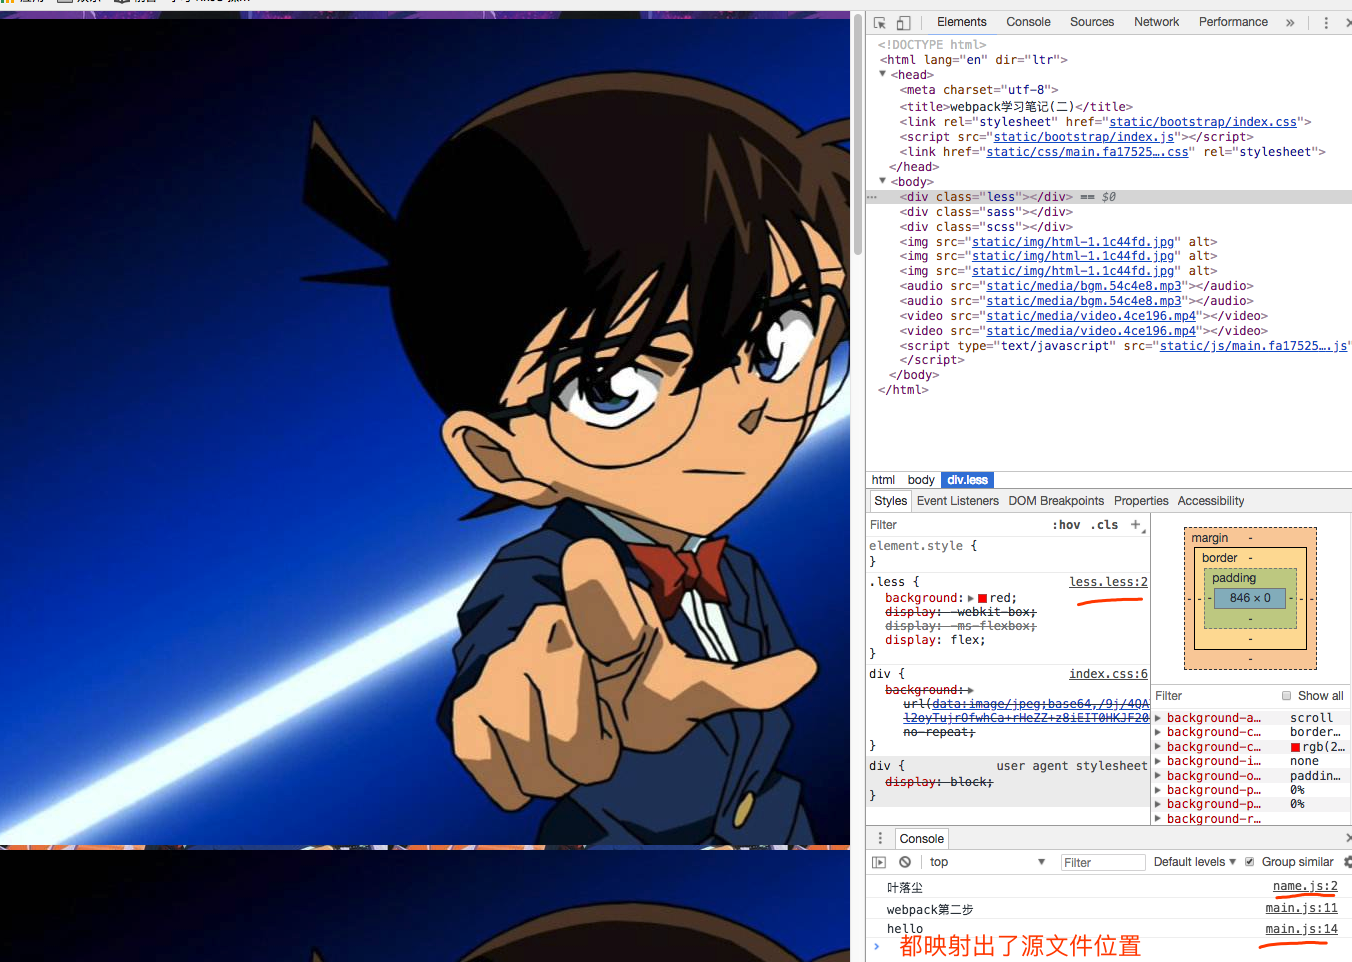 Elements Console Sources Network Performance »
<!DOCTYPE html>
<html lang="en" dir="ltr">
<head>
<meta charset="utf-8">
<title>webpack学习笔记(二)</title>
<link rel="stylesheet" href="static/bootstrap/index.css">
<script src="static/bootstrap/index.js"></script>
<link href="static/css/main.fa17525….css" rel="stylesheet">
</head>
<body>
<div class="less"></div> == $0
<div class="sass"></div>
<div class="scss"></div>
<img src="static/img/html-1.1c44fd.jpg" alt>
<img src="static/img/html-1.1c44fd.jpg" alt>
<img src="static/img/html-1.1c44fd.jpg" alt>
<audio src="static/media/bgm.54c4e8.mp3"></audio>
<audio src="static/media/bgm.54c4e8.mp3"></audio>
<video src="static/media/video.4ce196.mp4"></video>
<video src="static/media/video.4ce196.mp4"></video>
<script type="text/javascript" src="static/js/main.fa17525….js"
</script>
</body>
</html>
html body div.less
Styles Event Listeners DOM Breakpoints Properties Accessibility
Filter :hov .cls +
element.style {
}
.less { less.less:2
background: red;
display: -webkit-box;
display: -ms-flexbox;
display: flex;
}
div { index.css:6
background:
url(data:image/jpeg;base64,/9j/4QA
l2oyTujrOfwhCa+rHeZZ+z8iEIT0HKJF20
no-repeat;
}
div { user agent stylesheet
display: block;
}
margin -
border -
padding
846 × 0
Filter Show all
background-a… scroll
background-c… border…
background-c… rgb(2…
background-i… none
background-o… paddin…
background-p… 0%
background-p… 0%
background-r…
Console
top Filter Default levels Group similar
叶落尘 name.js:2
webpack第二步 main.js:11
hello main.js:14
都映射出了源文件位置